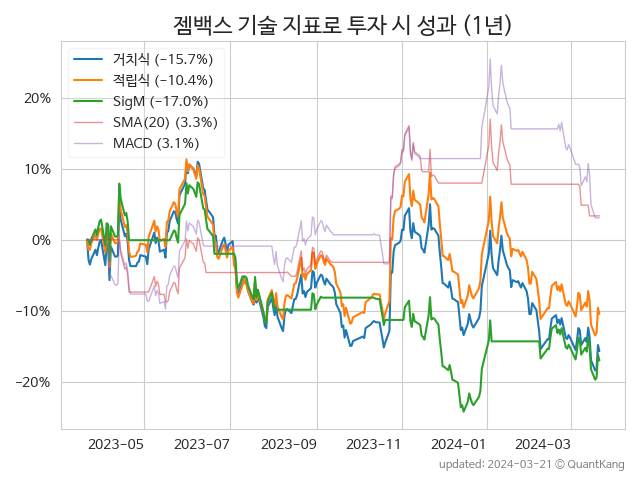 젬백스 기술 지표로 투자 시 성과 (1년)
거치식 (−15.7%)
적립식 (−10.4%)
SigM (−17.0%)
SMA(20) (3.3%)
MACD (3.1%)
20%
10%
0%
−10%
−20%
2023−05 2023−07 2023−09 2023−11 2024−01 2024−03
updated: 2024−03−21 © QuantKang